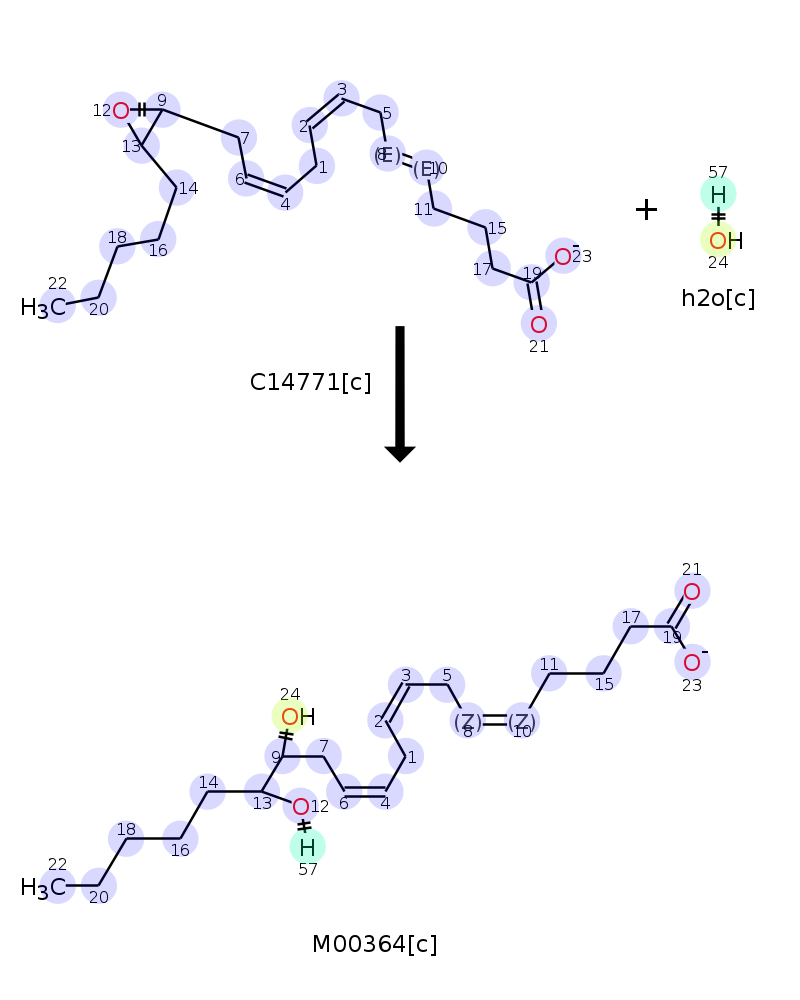 3
12 O 9
2 5
7 (E) 8 (E) 10
13 6 1
4
14 11 57
H
18 16 15 + OH
24
17 19 O- 23
22 h2o[c]
H3C 20 O
21
C14771[c]
21
O
17
19
O-
23
11
3 5 15
24
OH 2 (Z) 8 (Z) 10
9 7 1
14 13 O 12 6 4
18 H
16 57
22
H3C 20
M00364[c]